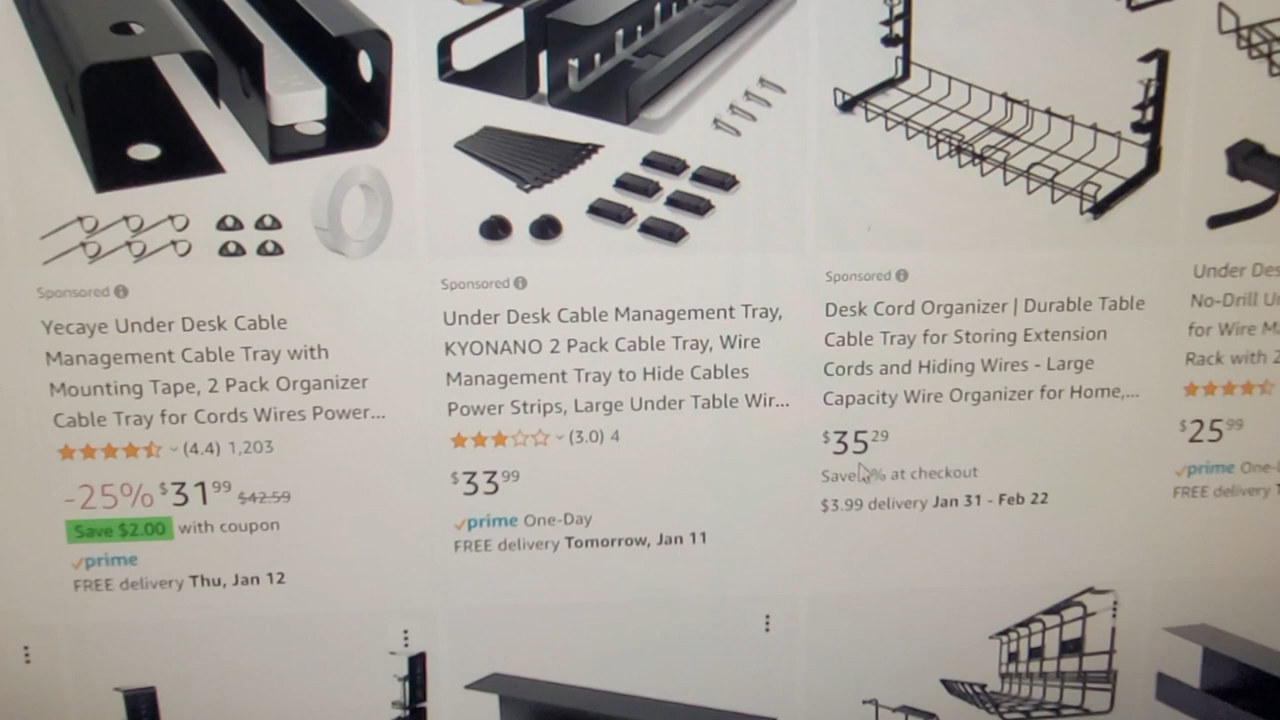 Sponsored
Yecaye Under Desk Cable
Management Cable Tray with
Mounting Tape, 2 Pack Organizer
Cable Tray for Cords Wires Power...
(4.4) 1,203
-25% $31.99 $42.59
Save $2.00 with coupon
prime
FREE delivery Thu, Jan 12
Sponsored
Under Desk Cable Management Tray,
KYONANO 2 Pack Cable Tray, Wire
Management Tray to Hide Cables
Power Strips, Large Under Table Wir...
(3.0) 4
$33.99
prime One-Day
FREE delivery Tomorrow, Jan 11
Sponsored
Desk Cord Organizer | Durable Table
Cable Tray for Storing Extension
Cords and Hiding Wires - Large
Capacity Wire Organizer for Home,...
$35.29
Save % at checkout
$3.99 delivery Jan 31 - Feb 22
Under
No-Drill
for Wire
Rack with 2
$25.99
prime One-
FREE delivery